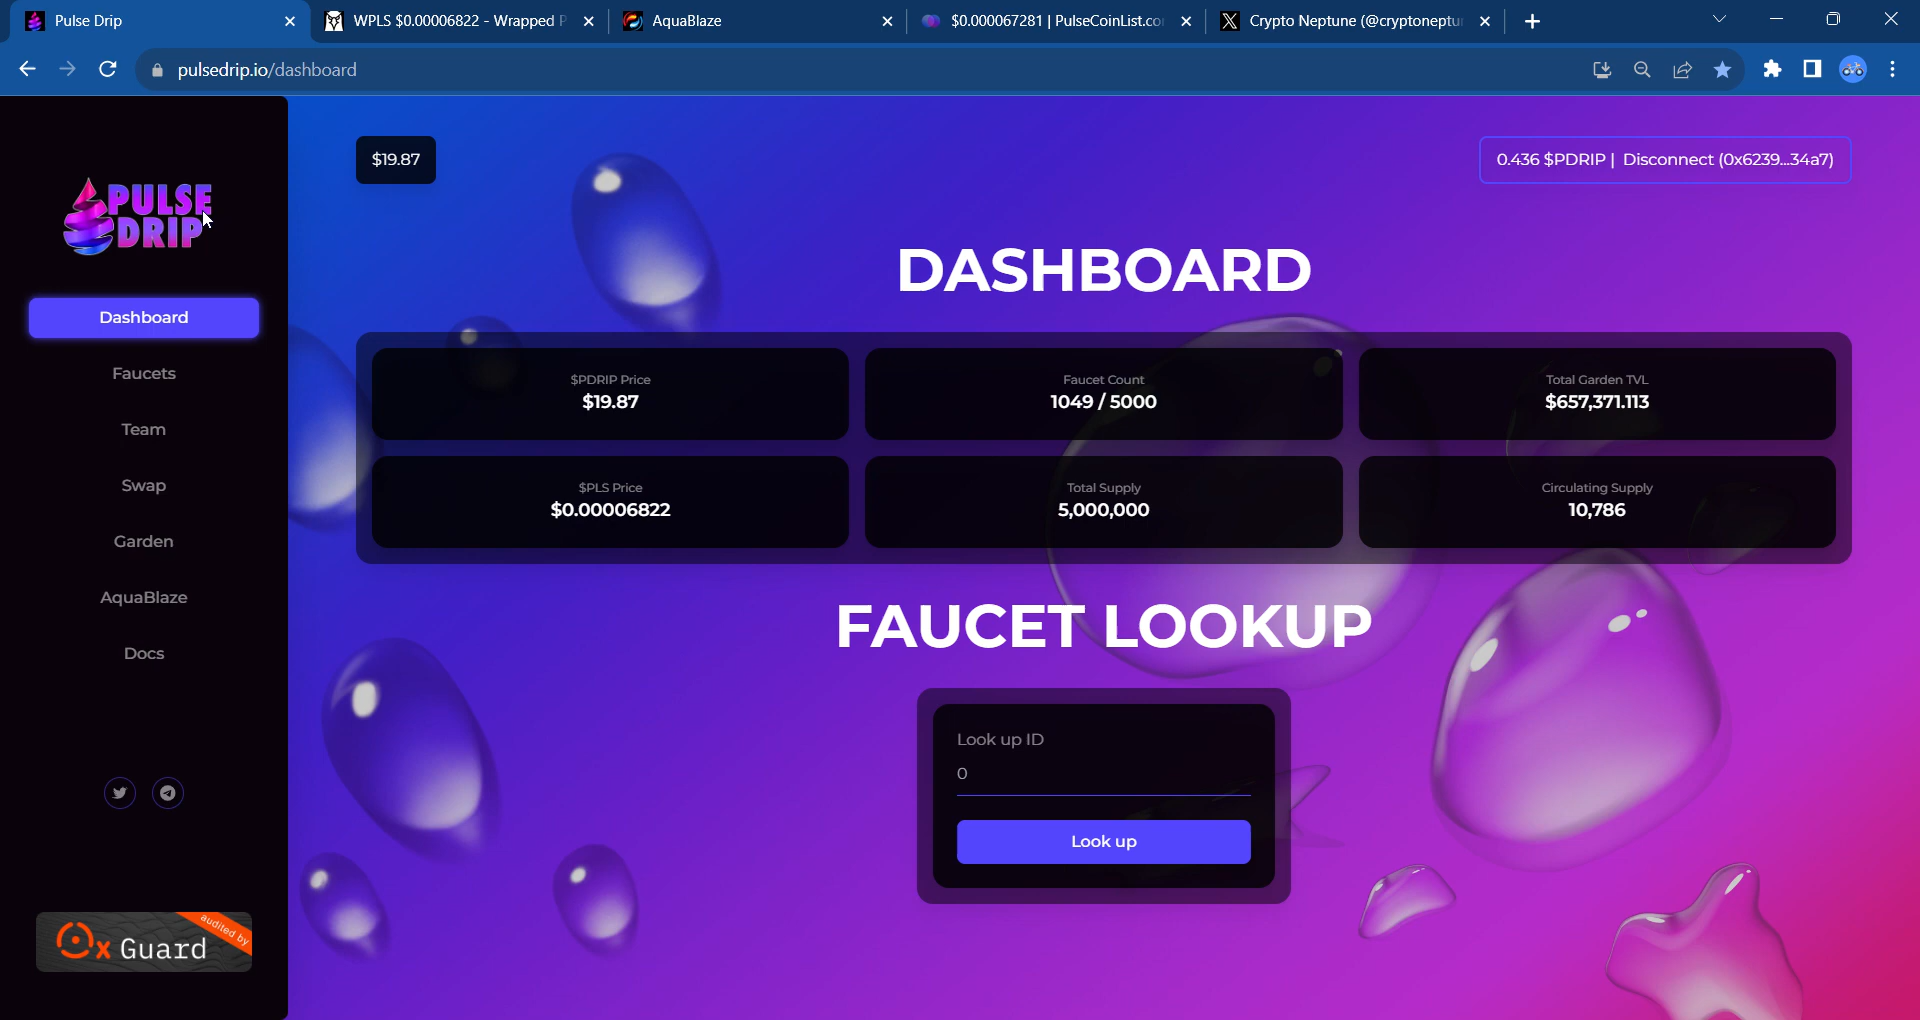 Pulse Drip
WPLS $0.00006822 - Wrapped P
AquaBlaze
$0.000067281 | PulseCoinList.co
Crypto Neptune (@cryptoneptu
pulsedrip.io/dashboard
PULSE
DRIP
Dashboard
Faucets
Team
Swap
Garden
AquaBlaze
Docs
audited by
0x Guard
$19.87
0.436 $PDRIP | Disconnect (0x6239...34a7)
DASHBOARD
$PDRIP Price
$19.87
Faucet Count
1049 / 5000
Total Garden TVL
$657,371.113
$PLS Price
$0.00006822
Total Supply
5,000,000
Circulating Supply
10,786
FAUCET LOOKUP
Look up ID
0
Look up